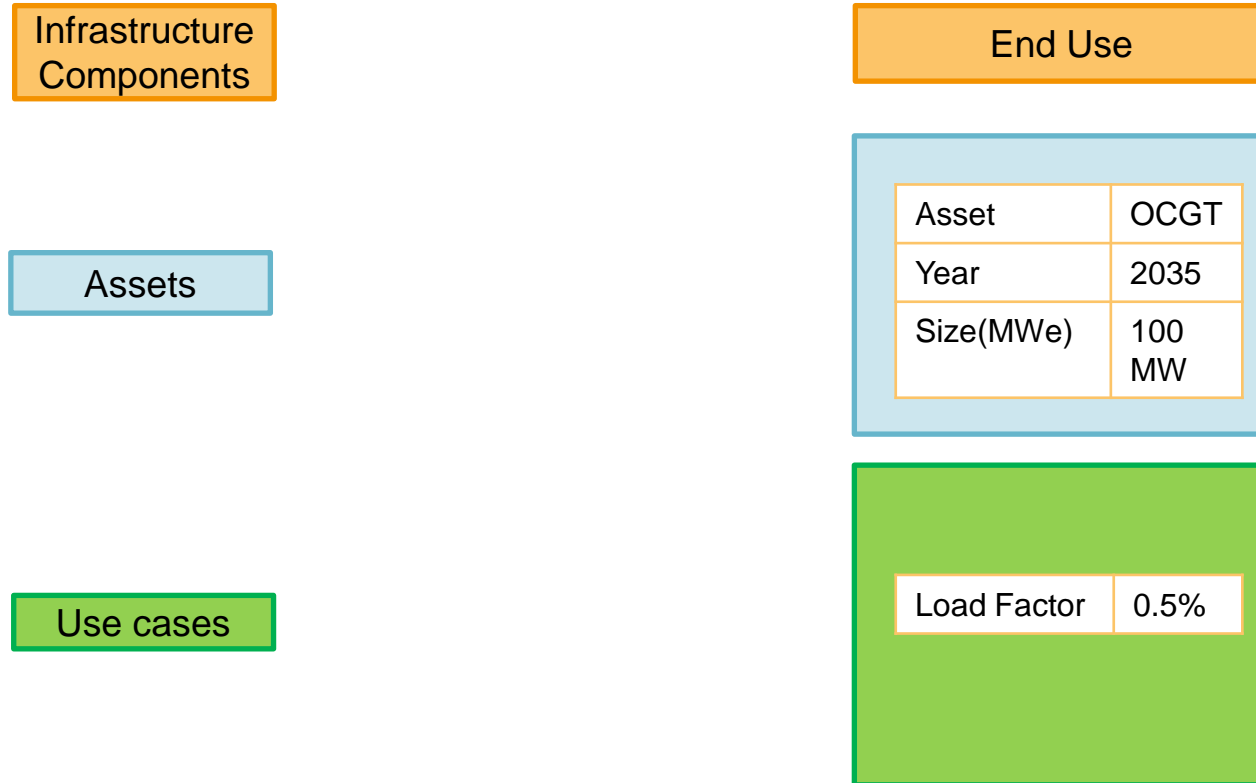 Infrastructure
Components
End Use
Assets
Asset OCGT
Year 2035
Size(MWe) 100
MW
Use cases
Load Factor 0.5%